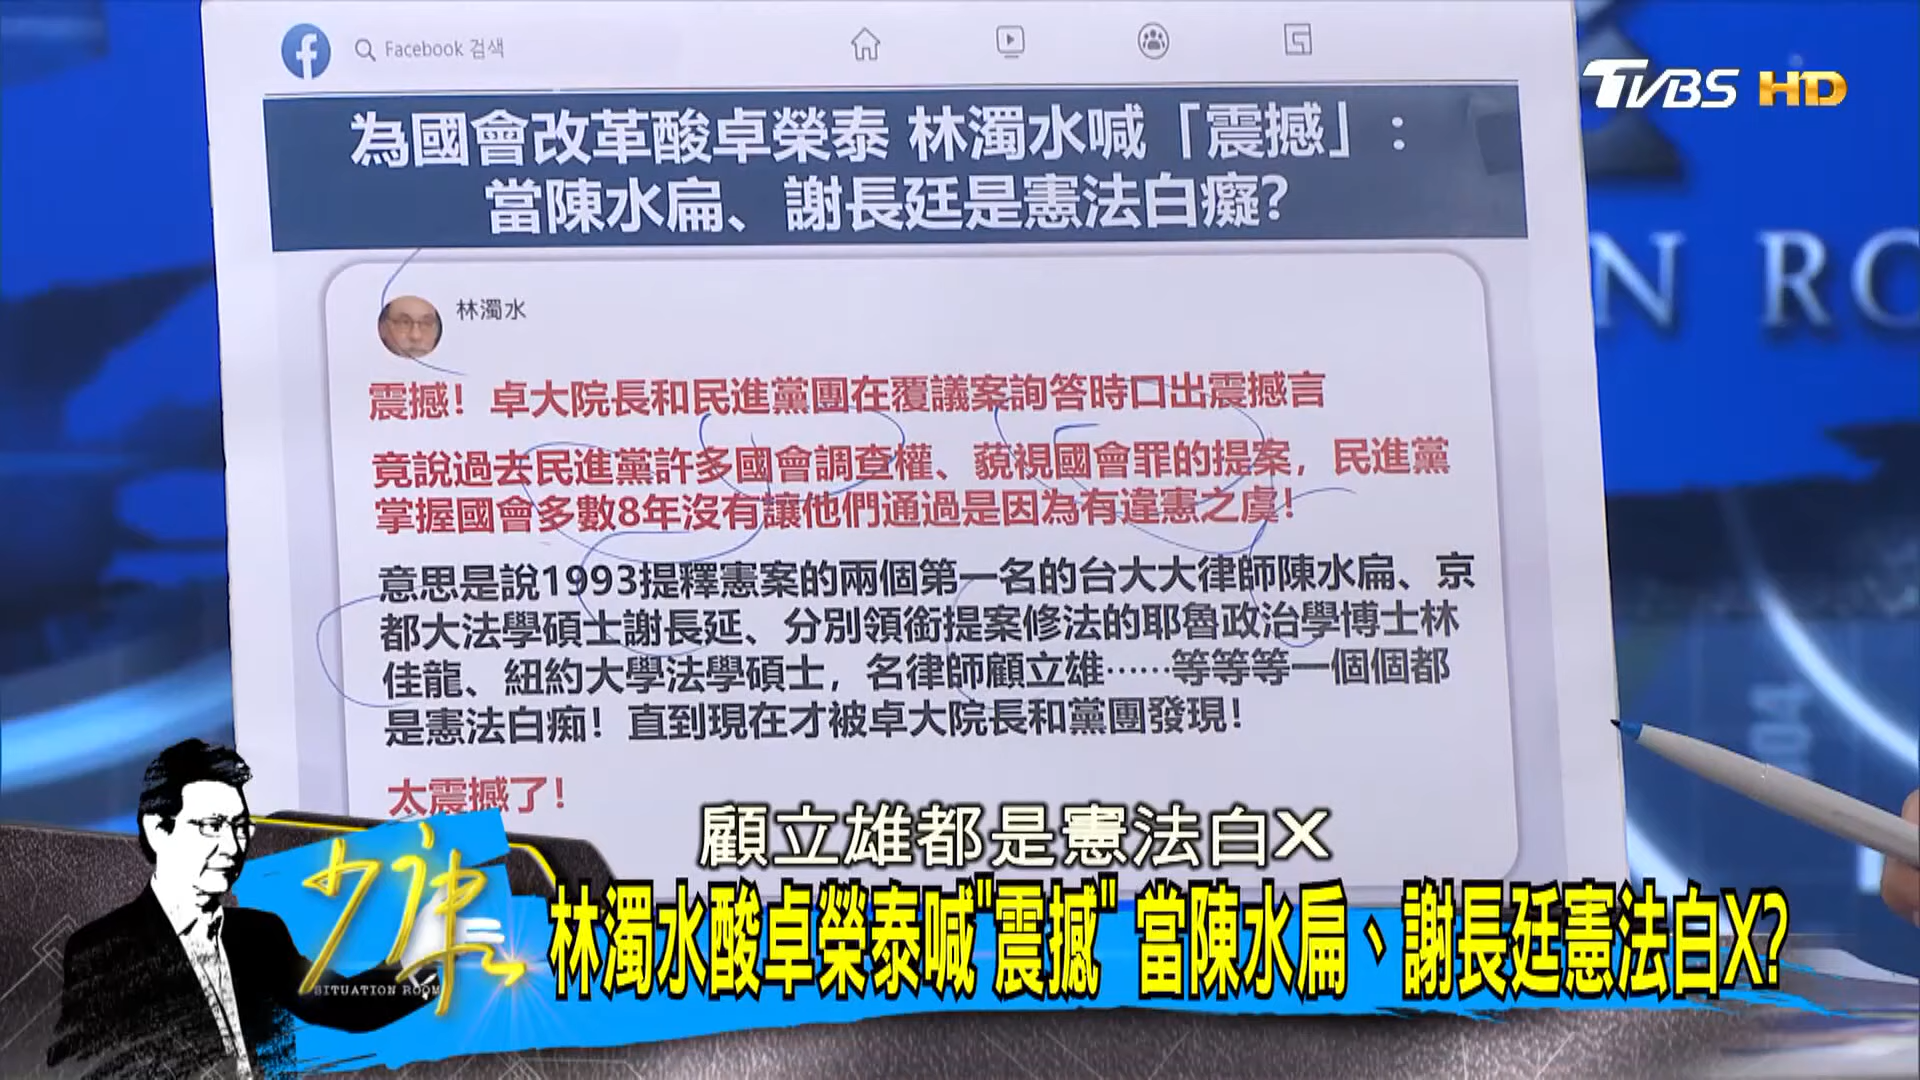 Facebook 검색
TVBS HD
為國會改革酸卓榮泰 林濁水喊「震撼」：
當陳水扁、謝長廷是憲法白癡？
林濁水
震撼！卓大院長和民進黨團在覆議案詢答時口出震撼言
竟說過去民進黨許多國會調查權、藐視國會罪的提案，民進黨
掌握國會多數8年沒有讓他們通過是因為有違憲之虞！
意思是說1993提釋憲案的兩個第一名的台大大律師陳水扁、京
都大法學碩士謝長延、分別領銜提案修法的耶魯政治學博士林
佳龍、紐約大學法學碩士，名律師顧立雄……等等等一個個都
是憲法白痴！直到現在才被卓大院長和黨團發現！
太震撼了！
N RO
04
顧立雄都是憲法白X
少康
SITUATION ROOM
林濁水酸卓榮泰喊"震撼" 當陳水扁、謝長廷憲法白X?